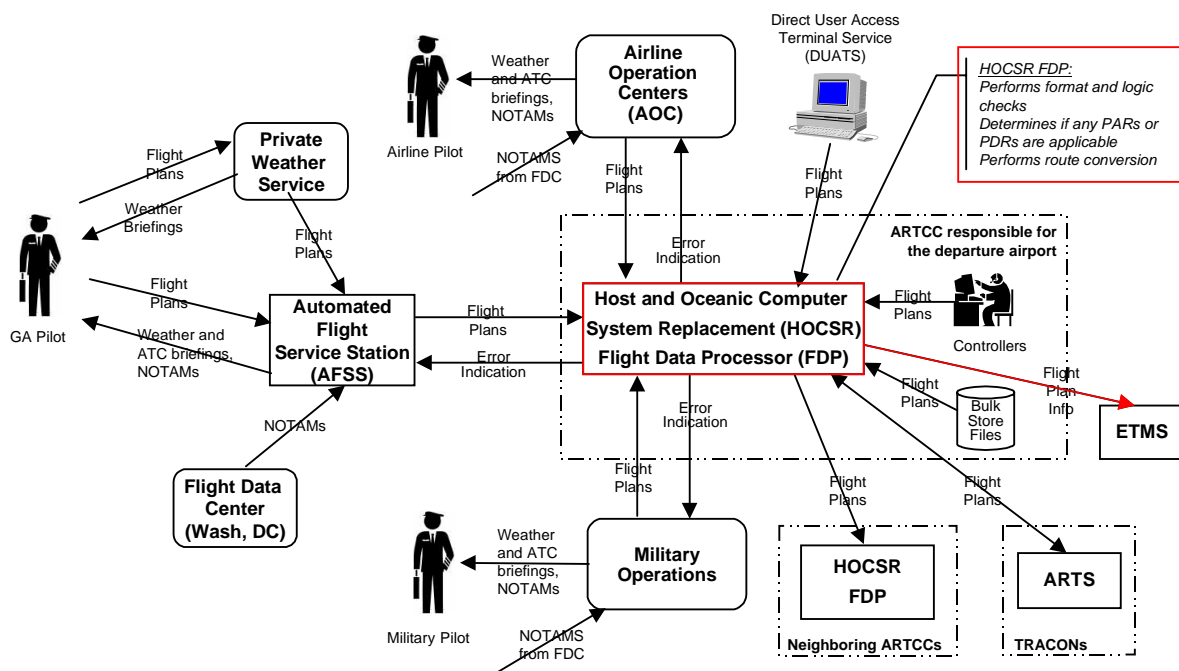 Direct User Access
Terminal Service
(DUATS)
Airline
Operation
Centers
(AOC)
Weather
and ATC
briefings,
NOTAMs
Airline Pilot
NOTAMS
from FDC
Flight
Plans
Error
Indication
Flight
Plans
HOCSR FDP:
Performs format and logic
checks
Determines if any PARs or
PDRs are applicable
Performs route conversion
Private
Weather
Service
Flight
Plans
Weather
Briefings
Flight
Plans
GA Pilot
Flight
Plans
Weather and
ATC briefings,
NOTAMs
Automated
Flight
Service Station
(AFSS)
Flight
Plans
Error
Indication
NOTAMs
Flight Data
Center
(Wash, DC)
ARTCC responsible for
the departure airport
Host and Oceanic Computer
System Replacement (HOCSR)
Flight Data Processor (FDP)
Flight
Plans
Controllers
Flight
Plans
Bulk
Store
Files
Flight
Plan
Info
ETMS
Flight
Plans
Error
Indication
Military
Operations
Weather
and ATC
briefings,
NOTAMs
Military Pilot
NOTAMS
from FDC
Flight
Plans
HOCSR
FDP
Neighboring ARTCCs
Flight
Plans
ARTS
TRACONs